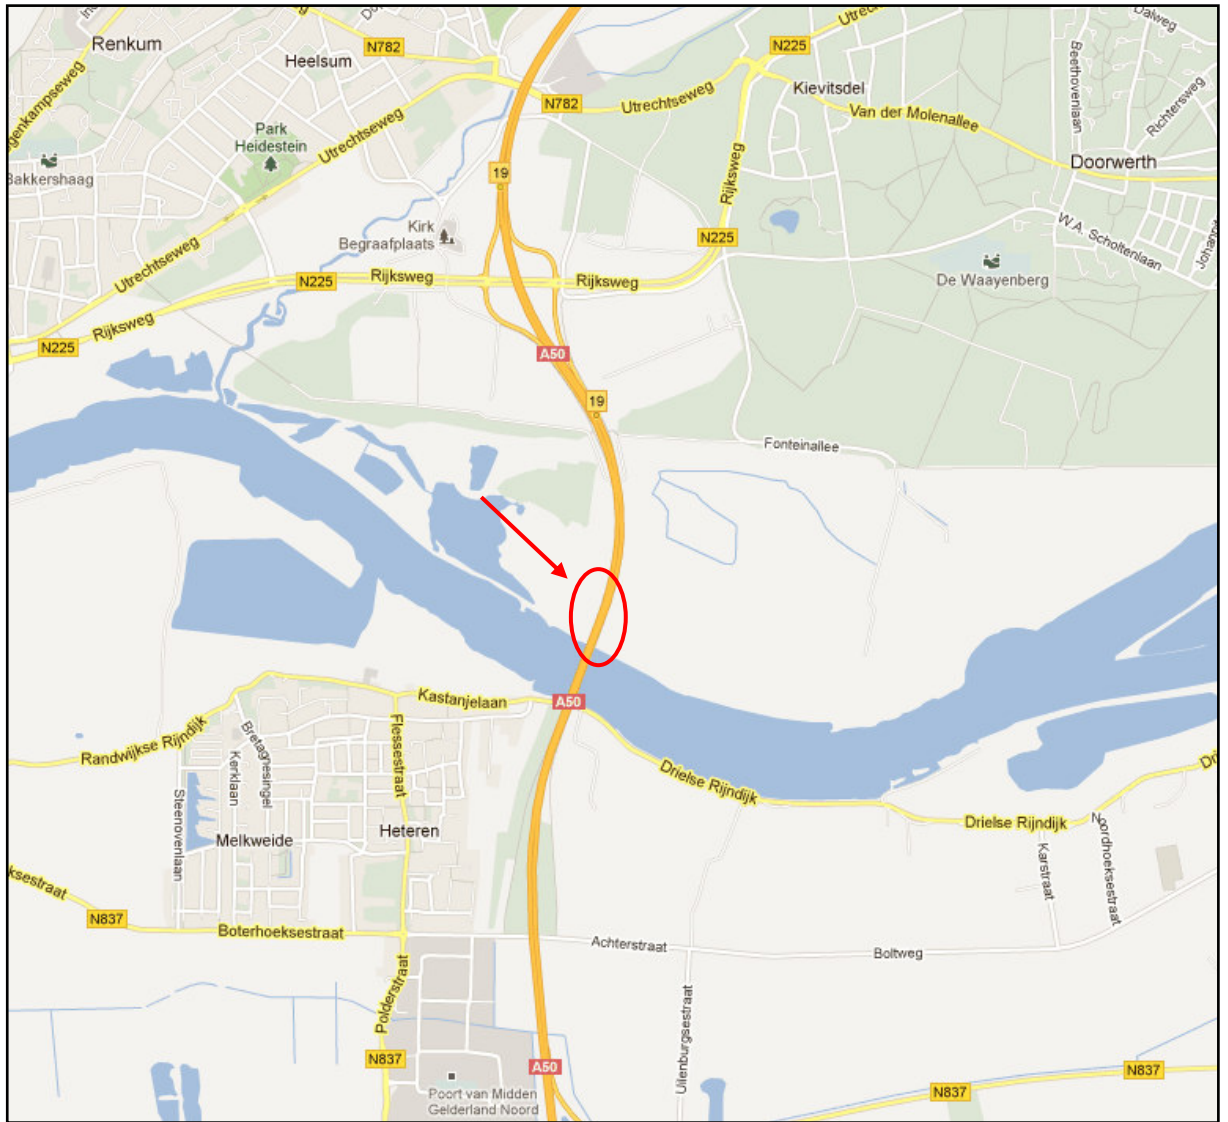 Renkum
Heelsum
N782
N225
Kievitsdel
Dalweg
Beethovenlaan
Richtersweg
N782
Utrechtseweg
Van der Molenallee
Doorwerth
Park
Heidestein
Utrechtseweg
Bakkershaag
19
Rijksweg
Kirk
Begraafplaats
N225
W.A. Scholtenlaan
De Waayenberg
Utrechtseweg
N225
Rijksweg
Rijksweg
Rijksweg
N225
A50
19
Fonteinallee
Kastanjelaan
A50
Randwijkse Rijndijk
Bretagnesingel
Kerklaan
Flessestraat
Steenovenlaan
Drielse Rijndijk
Melkweide
Heteren
Drielse Rijndijk
Noordhoeksestraat
Karstraat
N837
Boterhoeksestraat
Achterstraat
Boltweg
Polderstraat
Uilenburgsestraat
N837
A50
N837
N837
Poort van Midden
Gelderland Noord